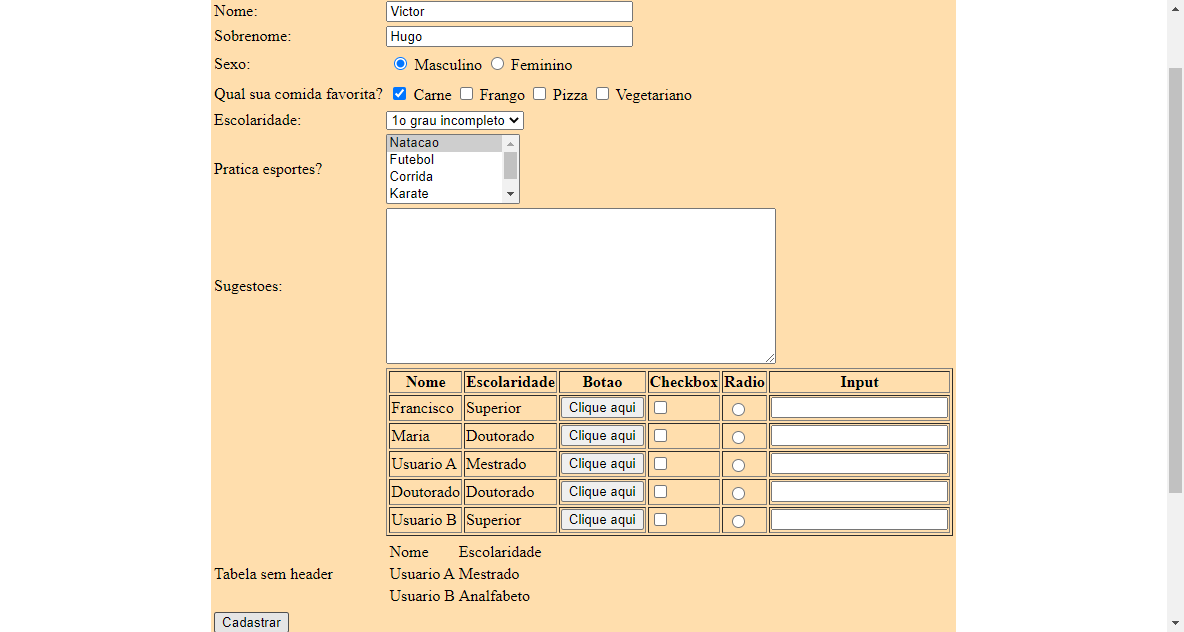 Nome: Victor
Sobrenome: Hugo
Sexo: Masculino Feminino
Qual sua comida favorita? Carne Frango Pizza Vegetariano
Escolaridade: 1o grau incompleto
Pratica esportes? Natacao
Futebol
Corrida
Karate
Sugestoes:
Nome Escolaridade Botao Checkbox Radio Input
Francisco Superior Clique aqui
Maria Doutorado Clique aqui
Usuario A Mestrado Clique aqui
Doutorado Doutorado Clique aqui
Usuario B Superior Clique aqui
Tabela sem header
Nome Escolaridade
Usuario A Mestrado
Usuario B Analfabeto
Cadastrar